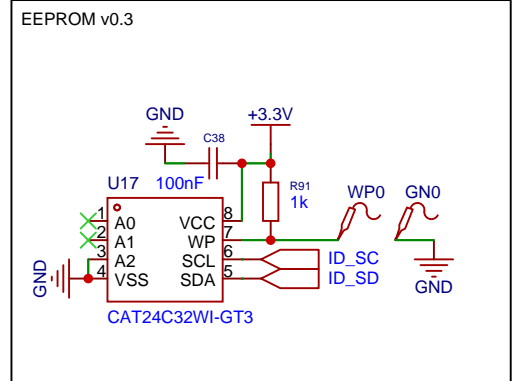 EEPROM v0.3
GND
+3.3V
C38
100nF
U17
R91
1k
WP0
GN0
1 A0
2 A1
3 A2
4 VSS
VCC 8
WP 7
SCL 6
SDA 5
ID_SC
ID_SD
GND
GND
CAT24C32WI-GT3